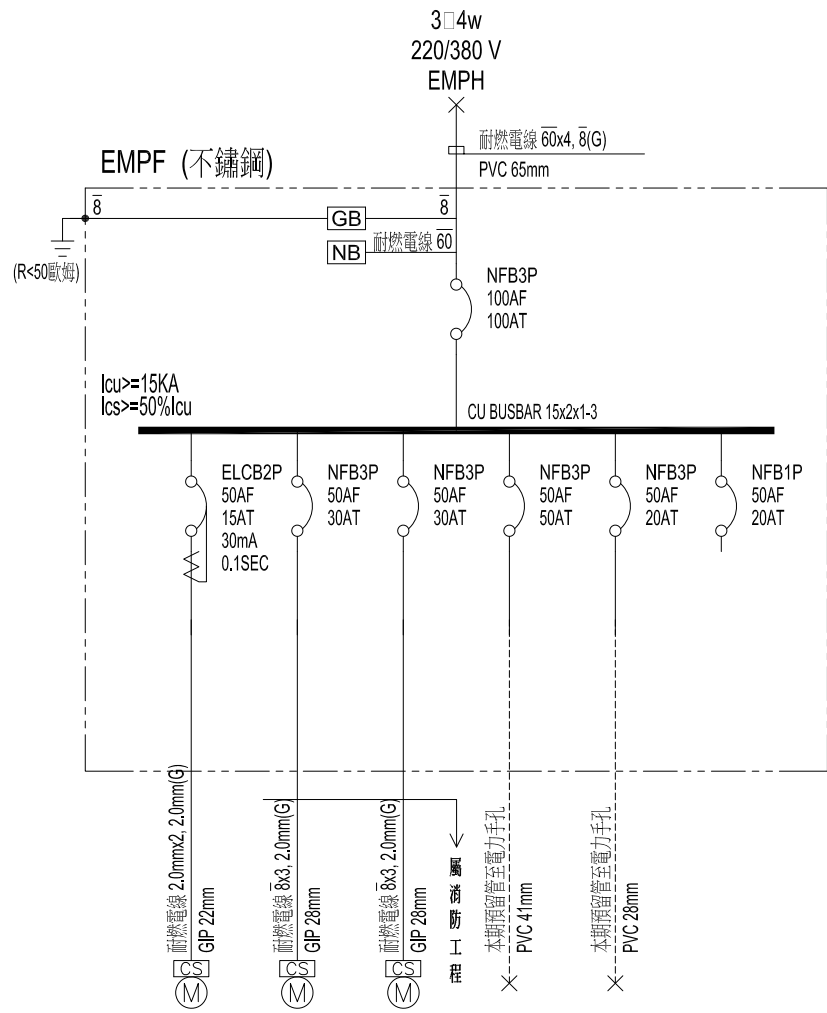 3□4w
220/380 V
EMPH
耐燃電線 60x4, 8(G)
PVC 65mm
EMPF (不鏽鋼)
8
GB
8
NB
耐燃電線 60
(R<50歐姆)
NFB3P
100AF
100AT
Icu>=15KA
Ics>=50%Icu
CU BUSBAR 15x2x1-3
ELCB2P
50AF
15AT
30mA
0.1SEC
NFB3P
50AF
30AT
NFB3P
50AF
30AT
NFB3P
50AF
50AT
NFB3P
50AF
20AT
NFB1P
50AF
20AT
耐燃電線 2.0mmx2, 2.0mm(G)
GIP 22mm
耐燃電線 8x3, 2.0mm(G)
GIP 28mm
耐燃電線 8x3, 2.0mm(G)
GIP 28mm
屬消防工程
本期預留管至電力手孔
PVC 41mm
本期預留管至電力手孔
PVC 28mm
CS
M
CS
M
CS
M